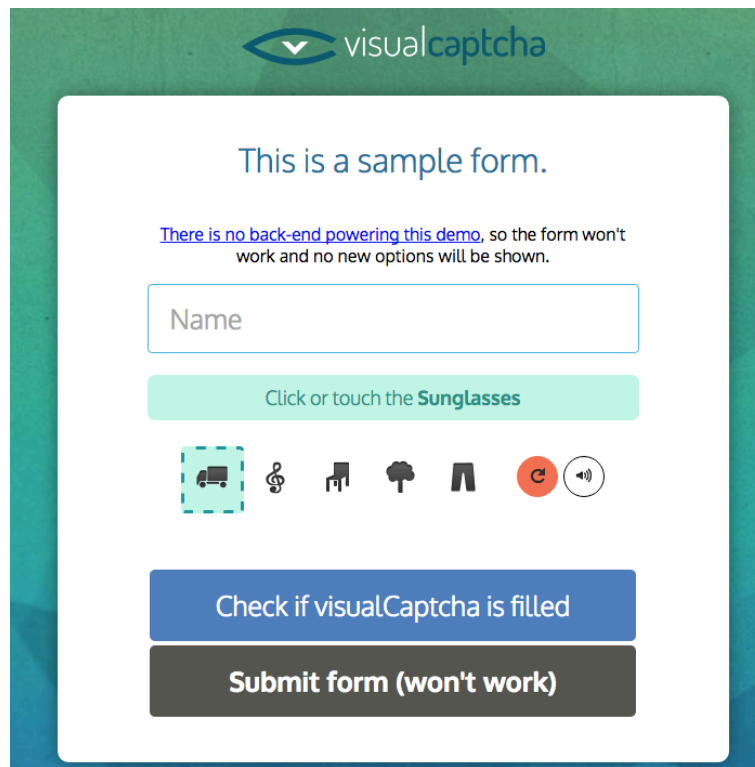 visualcaptcha
This is a sample form.
There is no back-end powering this demo, so the form won't
work and no new options will be shown.
Name
Click or touch the Sunglasses
Check if visualCaptcha is filled
Submit form (won't work)